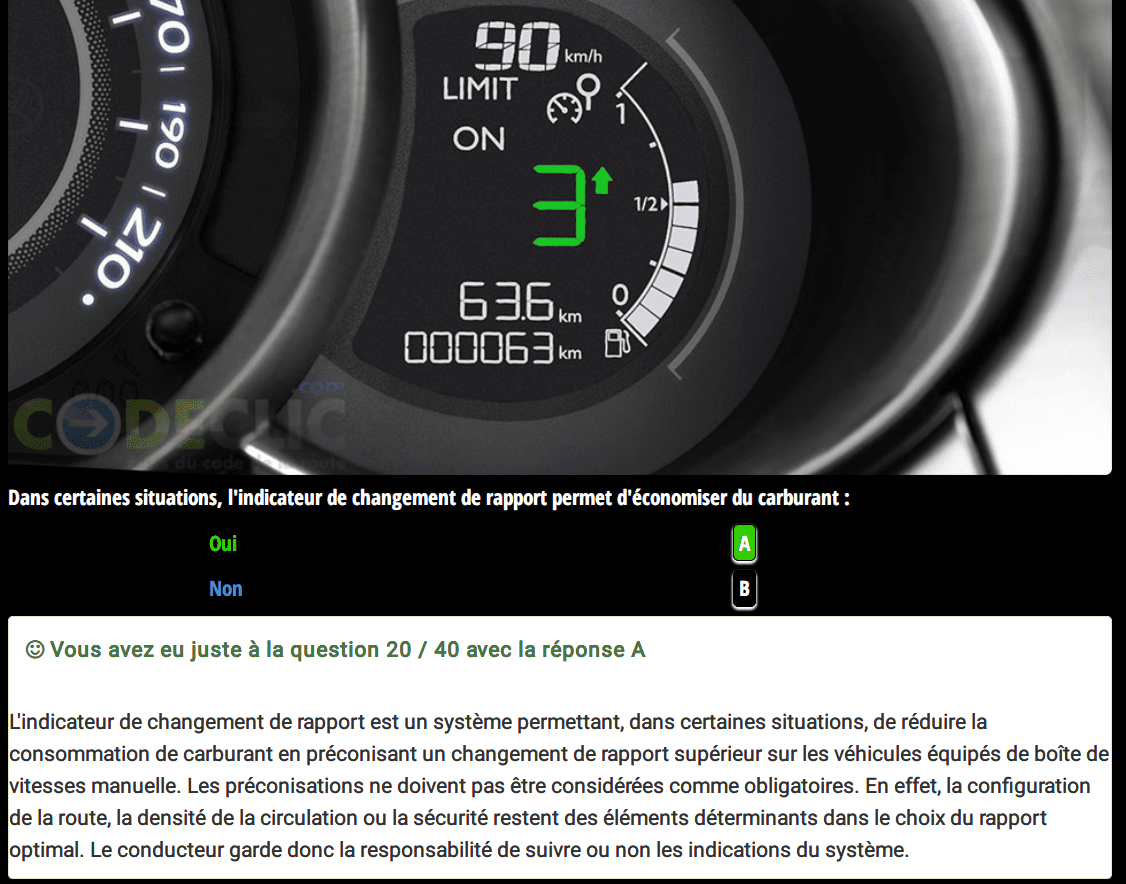 70
190
210
90 km/h
LIMIT
ON
1
3
1/2
63.6 km
0
000063 km
CODECLIC
.com
du code de la route
Dans certaines situations, l'indicateur de changement de rapport permet d'économiser du carburant :
Oui A
Non B
Vous avez eu juste à la question 20 / 40 avec la réponse A
L'indicateur de changement de rapport est un système permettant, dans certaines situations, de réduire la
consommation de carburant en préconisant un changement de rapport supérieur sur les véhicules équipés de boîte de
vitesses manuelle. Les préconisations ne doivent pas être considérées comme obligatoires. En effet, la configuration
de la route, la densité de la circulation ou la sécurité restent des éléments déterminants dans le choix du rapport
optimal. Le conducteur garde donc la responsabilité de suivre ou non les indications du système.